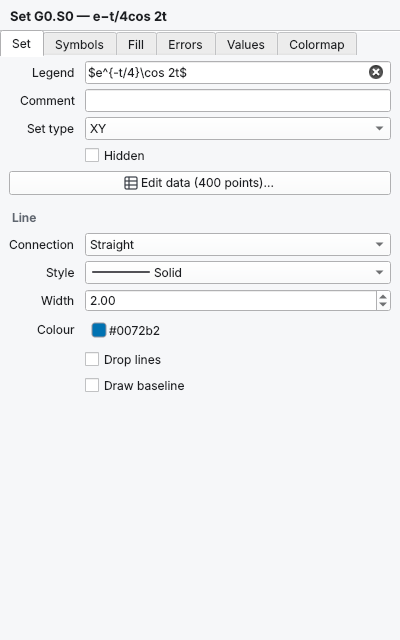 Set G0.S0 — e−t/4cos 2t
Set Symbols Fill Errors Values Colormap
Legend $e^{-t/4}\cos 2t$
Comment
Set type XY
Hidden
Edit data (400 points)...
Line
Connection Straight
Style Solid
Width 2.00
Colour #0072b2
Drop lines
Draw baseline